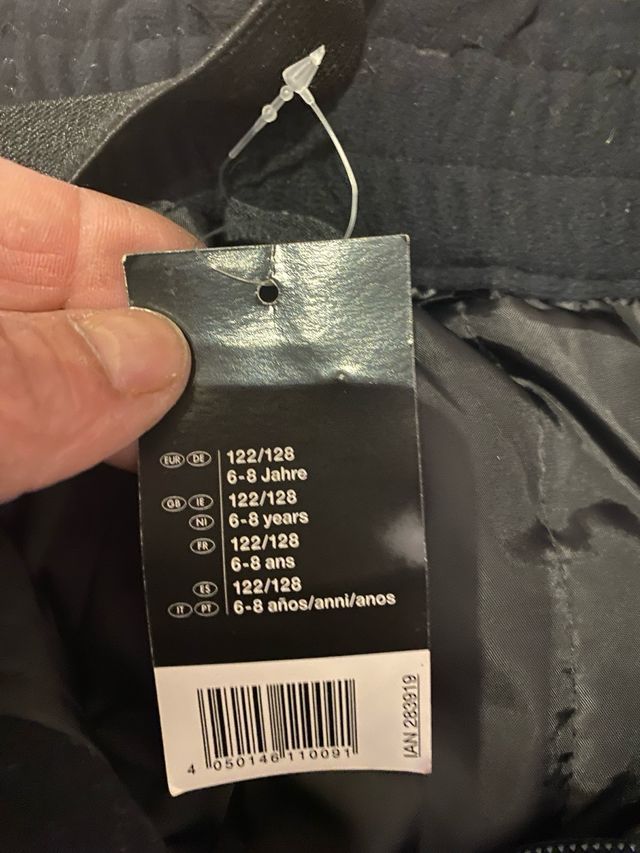 EUR DE 122/128
6-8 Jahre
GB IE 122/128
NI 6-8 years
FR 122/128
6-8 ans
ES 122/128
IT PT 6-8 años/anni/anos
4 050146 110091
IAN 283919